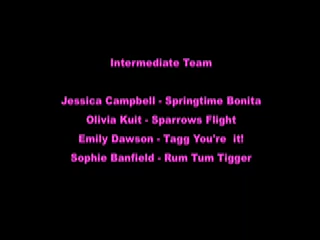 Intermediate Team
Jessica Campbell - Springtime Bonita
Olivia Kuit - Sparrows Flight
Emily Dawson - Tagg You're it!
Sophie Banfield - Rum Tum Tigger